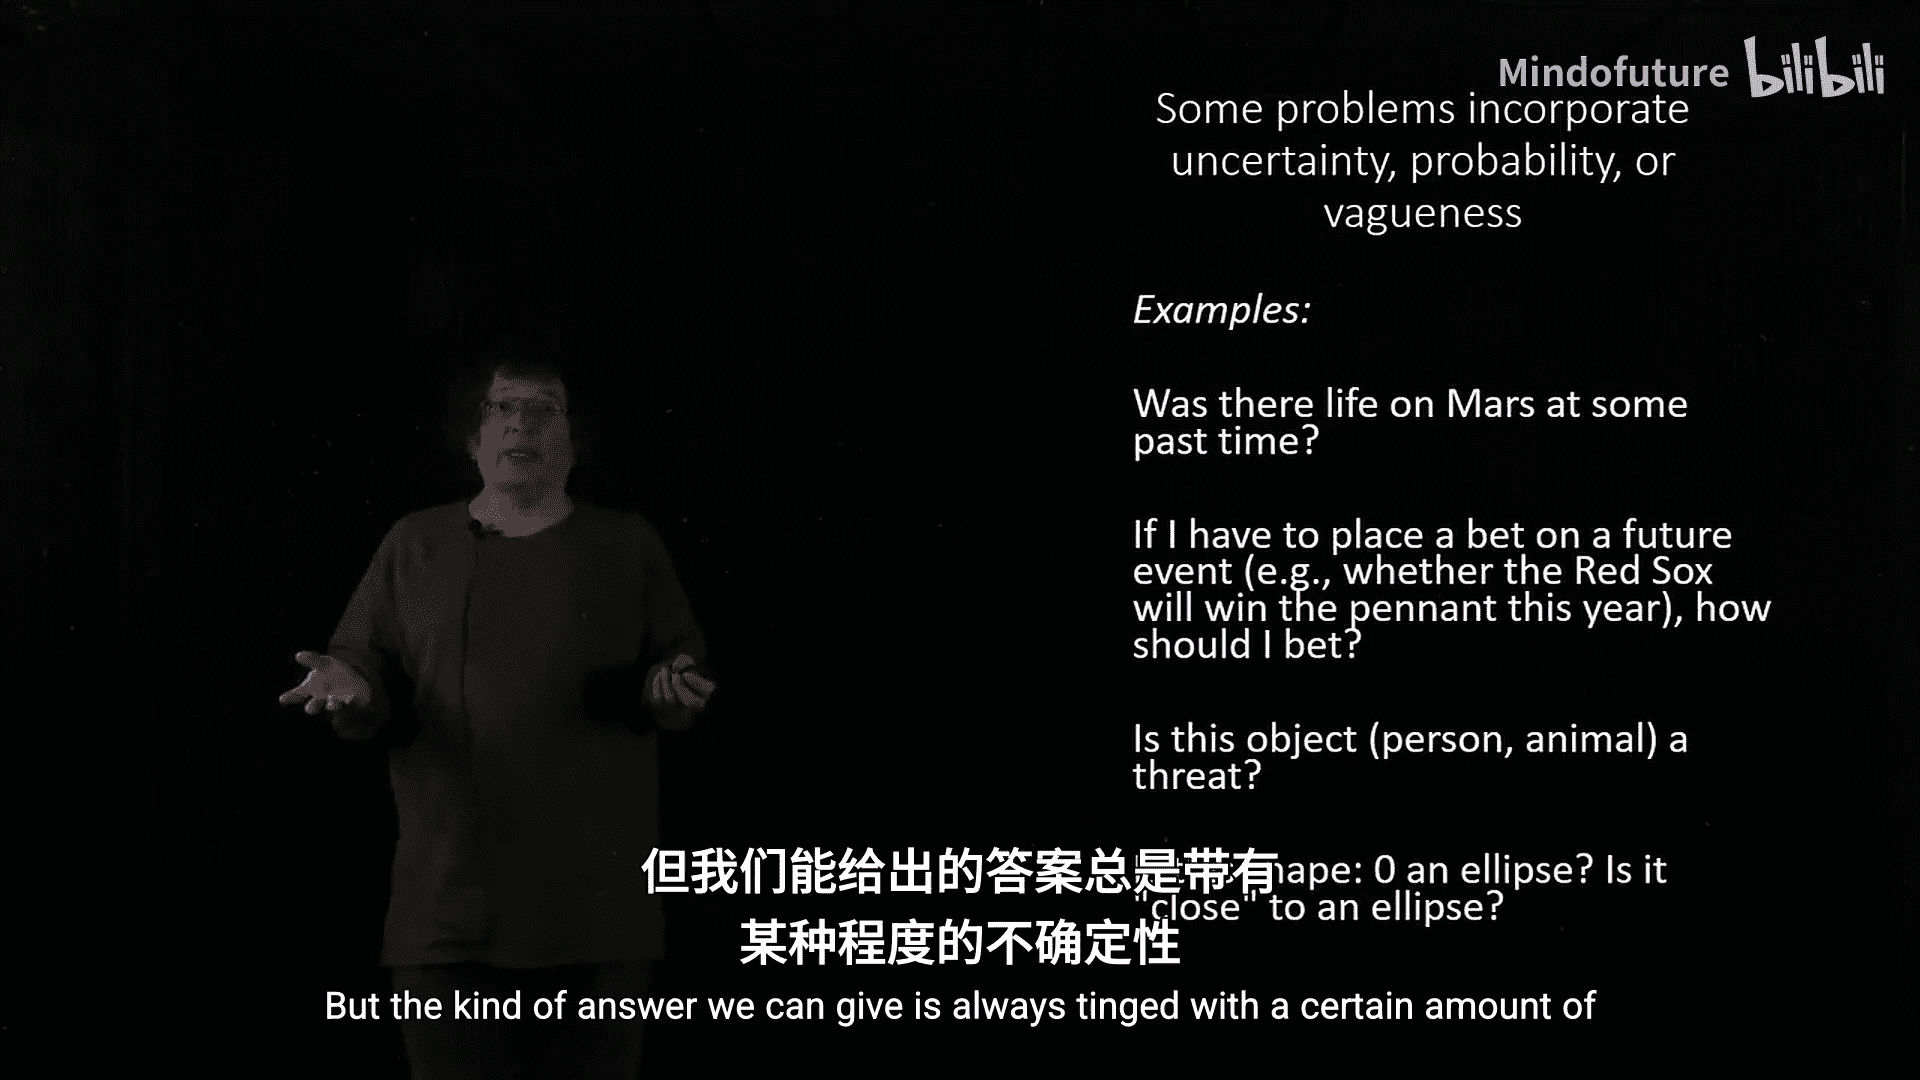 Mindofuture bilibili
Some problems incorporate
uncertainty, probability, or
vagueness
Examples:
Was there life on Mars at some
past time?
If I have to place a bet on a future
event (e.g., whether the Red Sox
will win the pennant this year), how
should I bet?
Is this object (person, animal) a
threat?
an ellipse? Is it
"close" to an ellipse?
但我们能给出的答案总是带有
某种程度的不确定性
But the kind of answer we can give is always tinged with a certain amount of